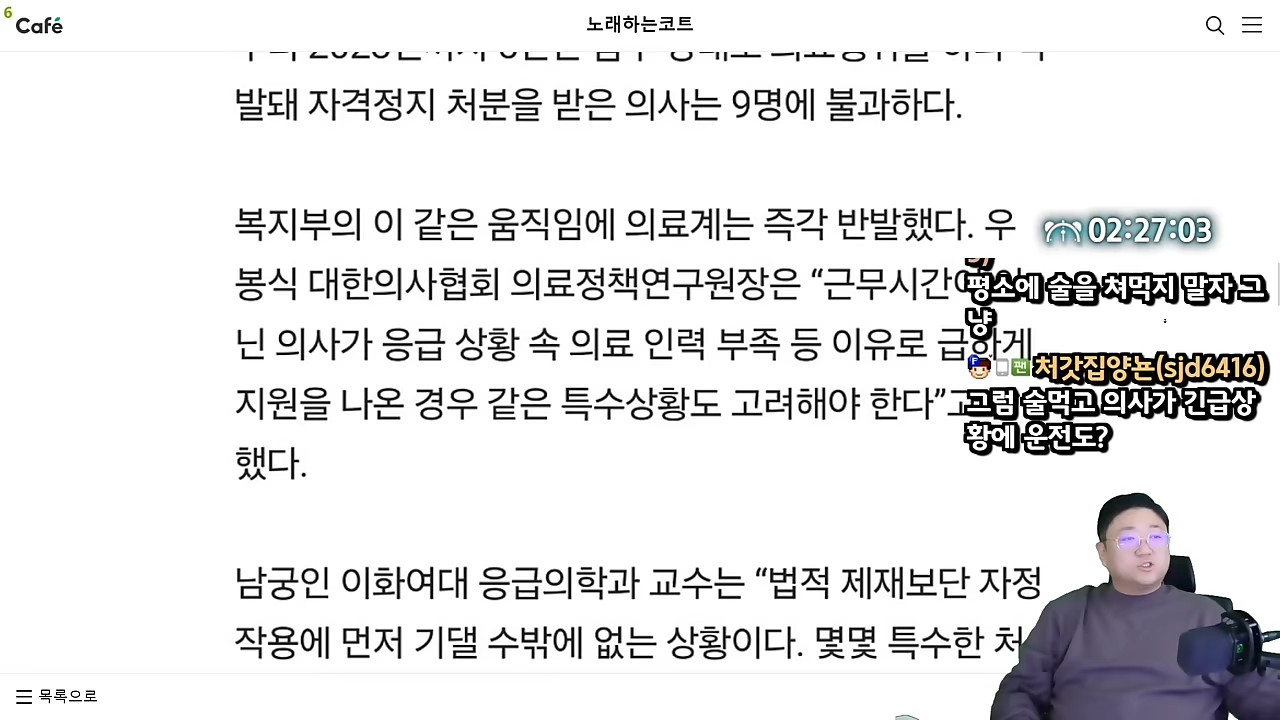 6
Café
노래하는코트
발돼 자격정지 처분을 받은 의사는 9명에 불과하다.
복지부의 이 같은 움직임에 의료계는 즉각 반발했다. 우
봉식 대한의사협회 의료정책연구원장은 “근무시간이
닌 의사가 응급 상황 속 의료 인력 부족 등 이유로 급하게
지원을 나온 경우 같은 특수상황도 고려해야 한다”고
했다.
남궁인 이화여대 응급의학과 교수는 “법적 제재보단 자정
작용에 먼저 기댈 수밖에 없는 상황이다. 몇몇 특수한 처
02:27:03
평소에 술을 쳐먹지 말자 그
냥
팬 처갓집양뇬(sjd6416)
그럼 술먹고 의사가 긴급상
황에 운전도?
목록으로